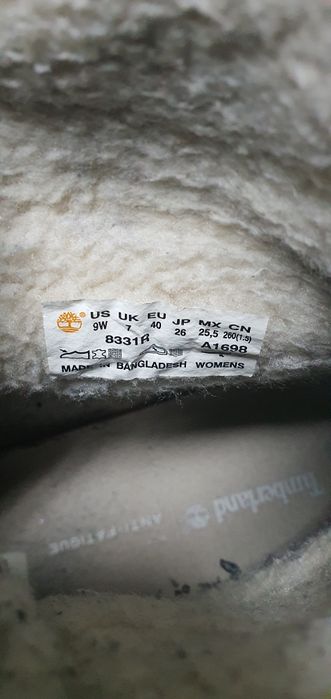 US UK EU JP MX CN
9W 7 40 26 25,5 260(1.5)
8331R A1698
MADE IN BANGLADESH WOMENS
Timberland
ANTI-FATIGUE